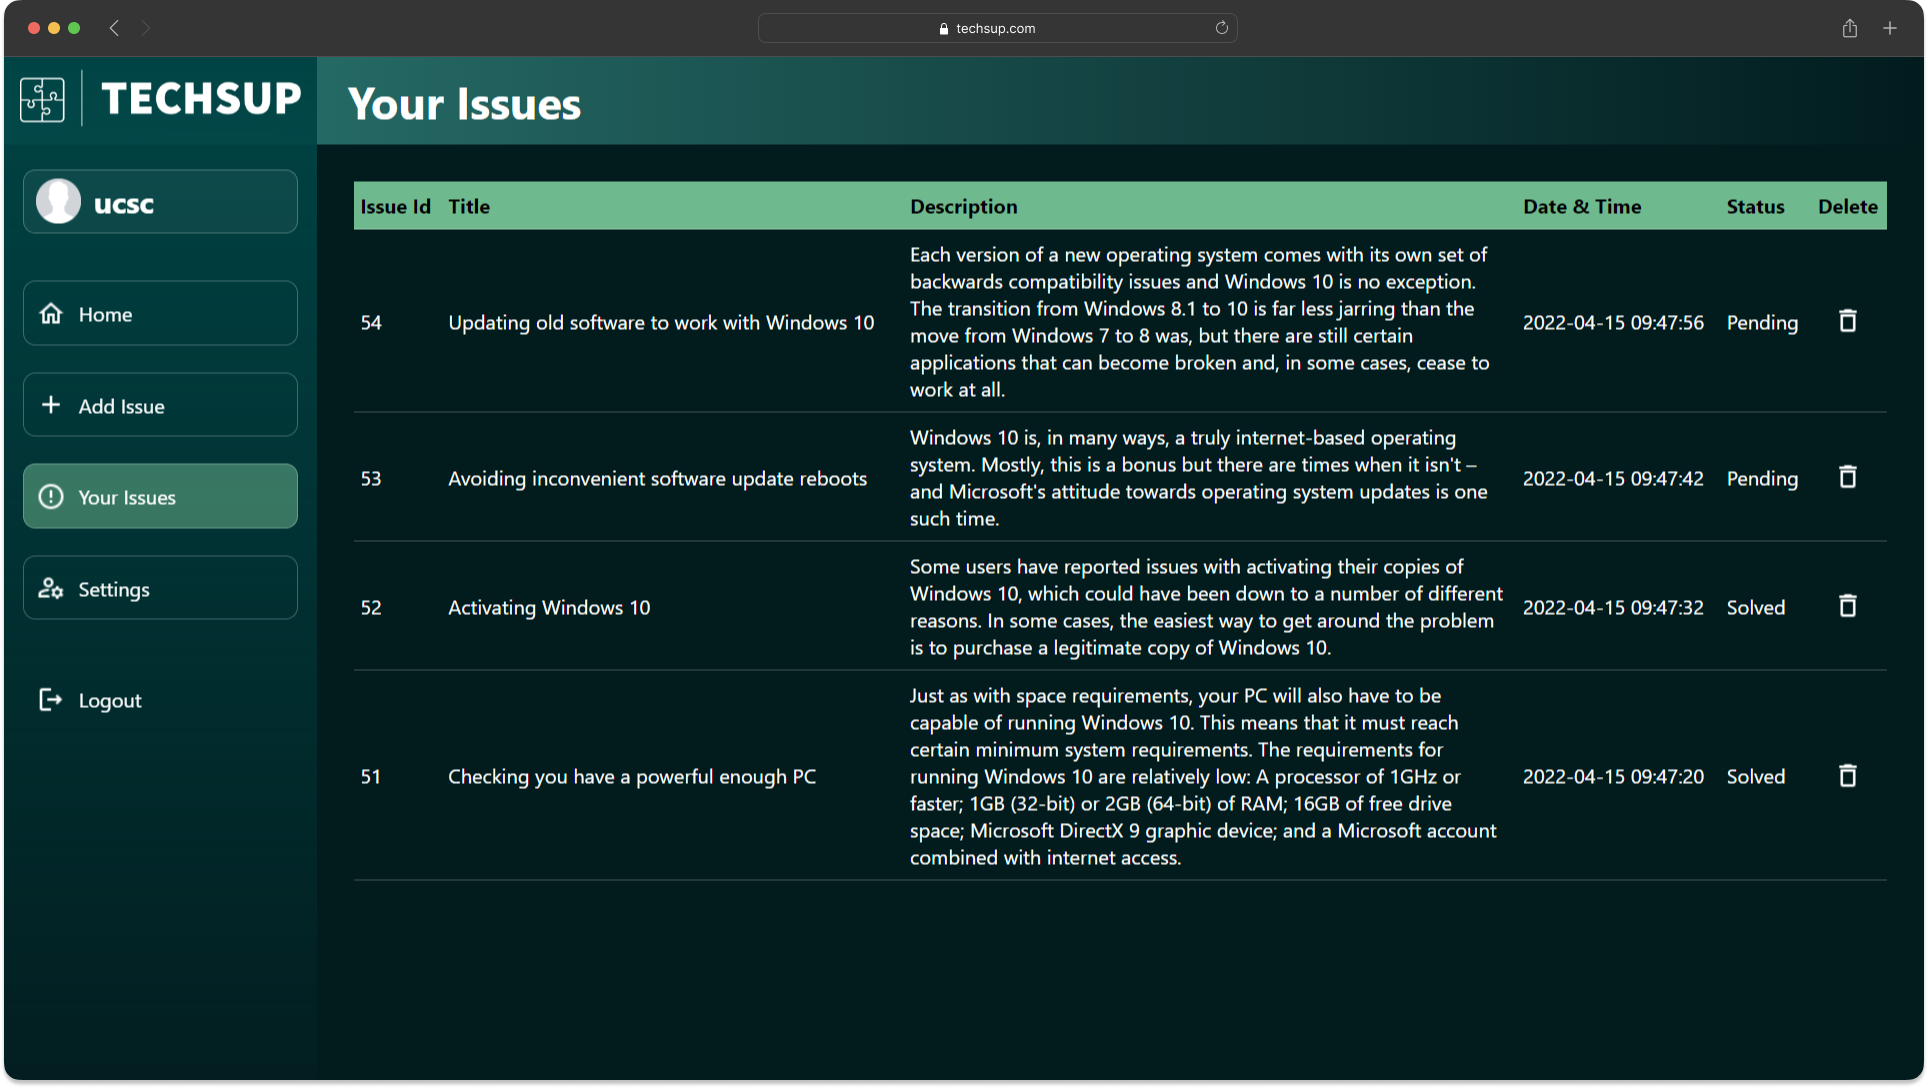 techsup.com
TECHSUP
Your Issues
ucsc
Home
Add Issue
Your Issues
Settings
Logout
Issue Id Title Description Date & Time Status Delete
Each version of a new operating system comes with its own set of
backwards compatibility issues and Windows 10 is no exception.
The transition from Windows 8.1 to 10 is far less jarring than the
54 Updating old software to work with Windows 10 2022-04-15 09:47:56 Pending
move from Windows 7 to 8 was, but there are still certain
applications that can become broken and, in some cases, cease to
work at all.
Windows 10 is, in many ways, a truly internet-based operating
system. Mostly, this is a bonus but there are times when it isn't –
53 Avoiding inconvenient software update reboots 2022-04-15 09:47:42 Pending
and Microsoft's attitude towards operating system updates is one
such time.
Some users have reported issues with activating their copies of
Windows 10, which could have been down to a number of different
52 Activating Windows 10 2022-04-15 09:47:32 Solved
reasons. In some cases, the easiest way to get around the problem
is to purchase a legitimate copy of Windows 10.
Just as with space requirements, your PC will also have to be
capable of running Windows 10. This means that it must reach
certain minimum system requirements. The requirements for
51 Checking you have a powerful enough PC running Windows 10 are relatively low: A processor of 1GHz or 2022-04-15 09:47:20 Solved
faster; 1GB (32-bit) or 2GB (64-bit) of RAM; 16GB of free drive
space; Microsoft DirectX 9 graphic device; and a Microsoft account
combined with internet access.